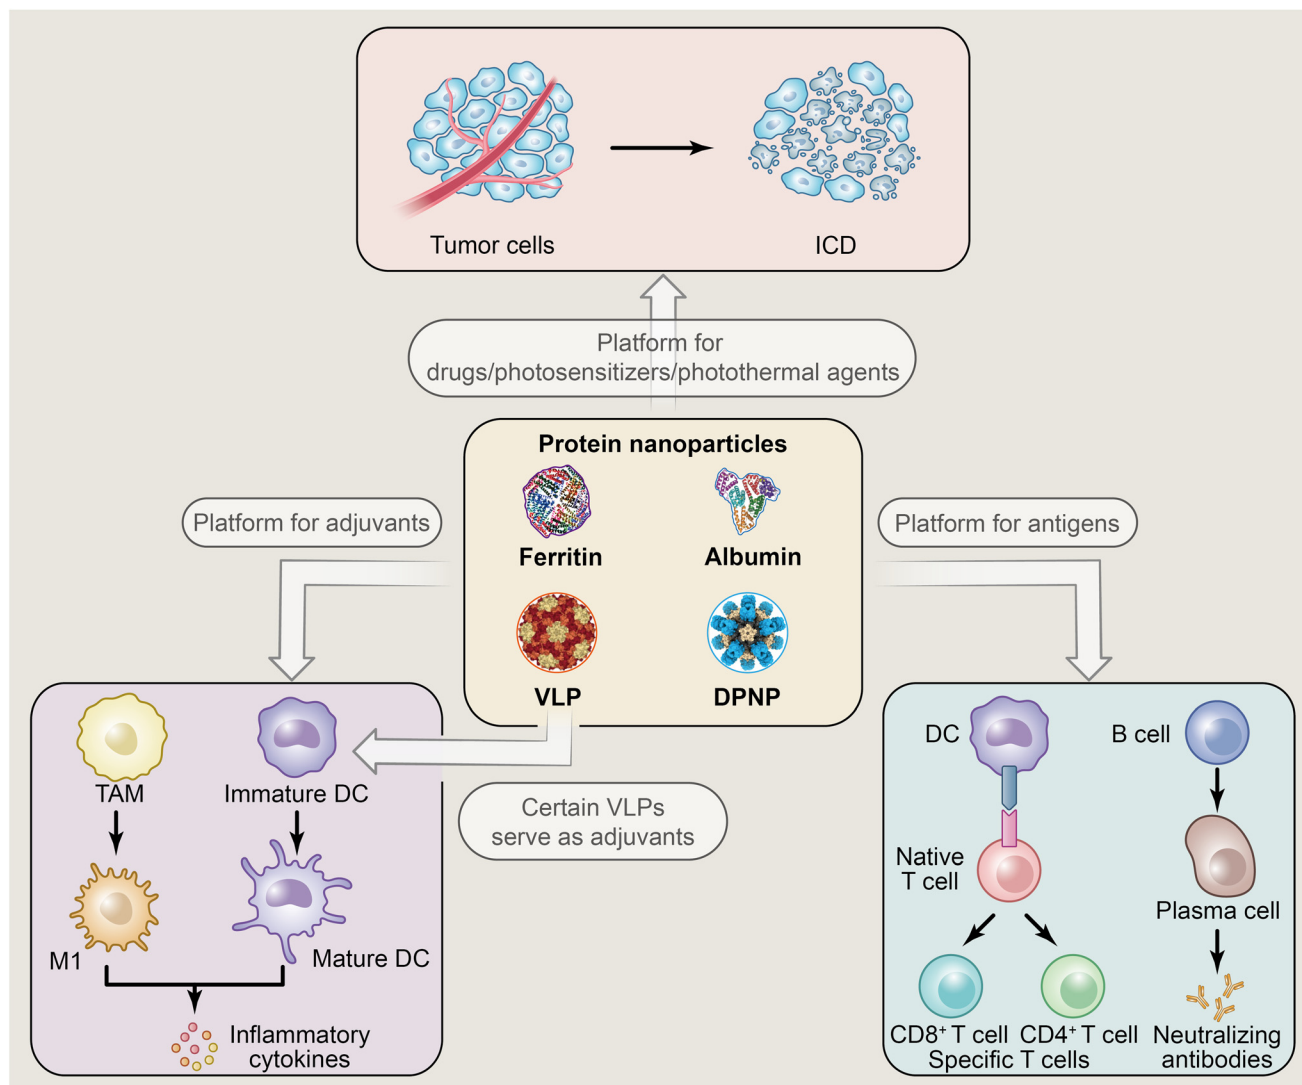 Tumor cells
ICD
Platform for
drugs/photosensitizers/photothermal agents
Protein nanoparticles
Ferritin
Albumin
VLP
DPNP
Platform for adjuvants
Platform for antigens
TAM
Immature DC
M1
Mature DC
Inflammatory
cytokines
Certain VLPs
serve as adjuvants
DC
B cell
Native
T cell
Plasma cell
CD8⁺ T cell
CD4⁺ T cell
Specific T cells
Neutralizing
antibodies